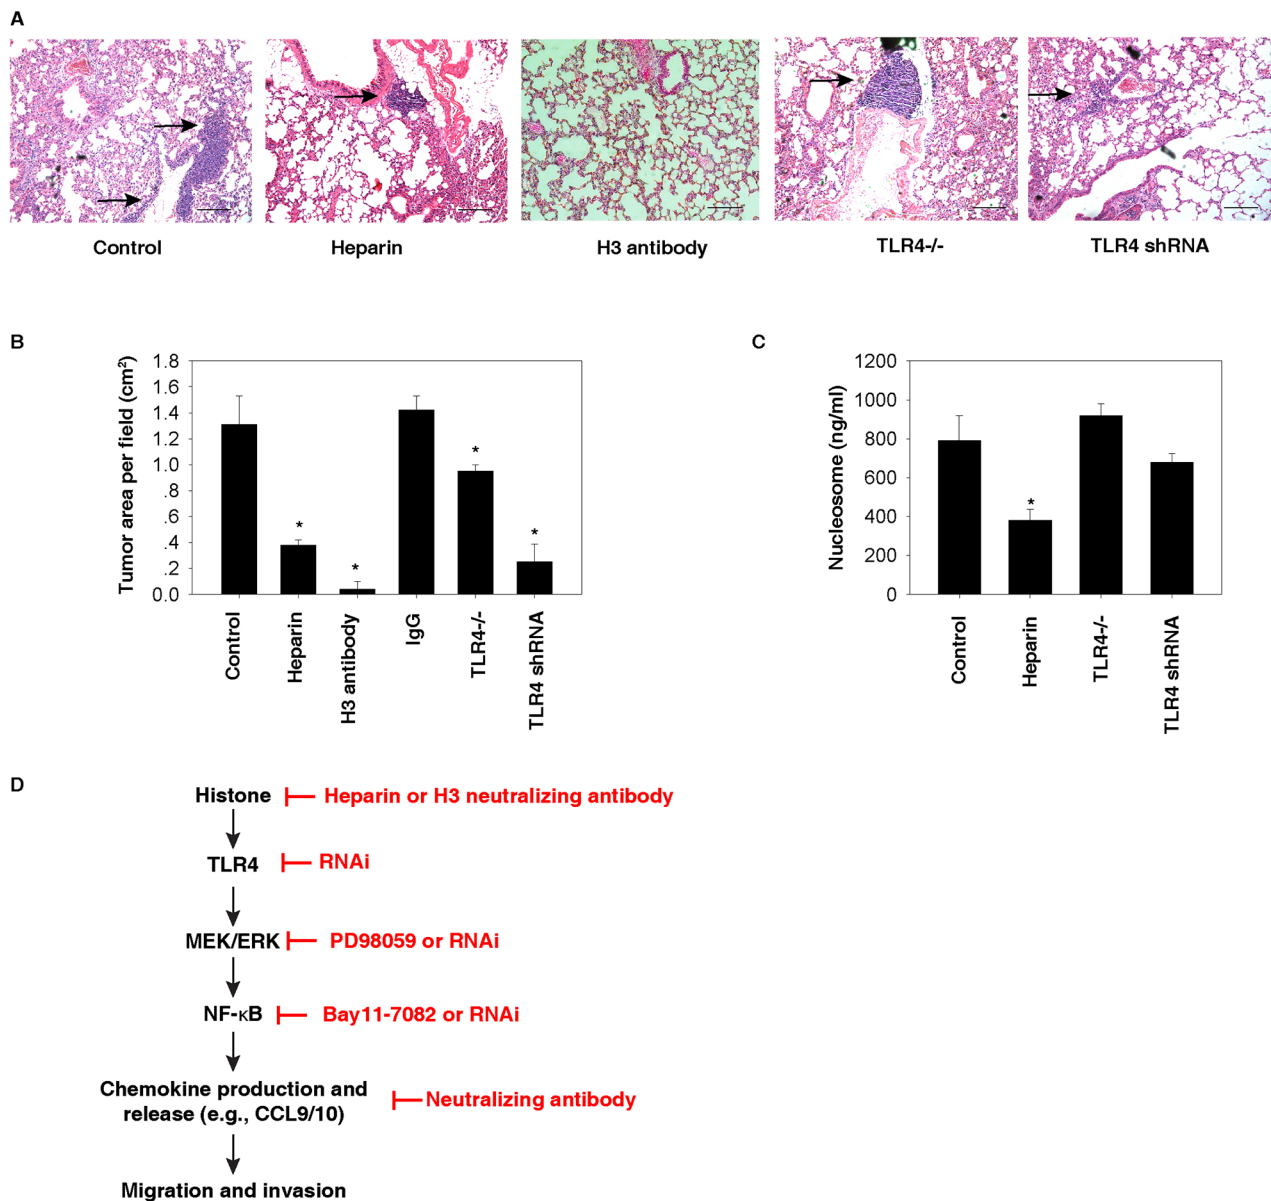 A
Control
Heparin
H3 antibody
TLR4-/-
TLR4 shRNA
B
Tumor area per field (cm²)
1.8
1.6
1.4
1.2
1.0
.8
.6
.4
.2
0.0
Control
Heparin
H3 antibody
IgG
TLR4-/-
TLR4 shRNA
*
*
*
*
C
Nucleosome (ng/ml)
1200
1000
800
600
400
200
0
Control
Heparin
TLR4-/-
TLR4 shRNA
*
D
Histone
Heparin or H3 neutralizing antibody
TLR4
RNAi
MEK/ERK
PD98059 or RNAi
NF-κB
Bay11-7082 or RNAi
Chemokine production and
release (e.g., CCL9/10)
Neutralizing antibody
Migration and invasion